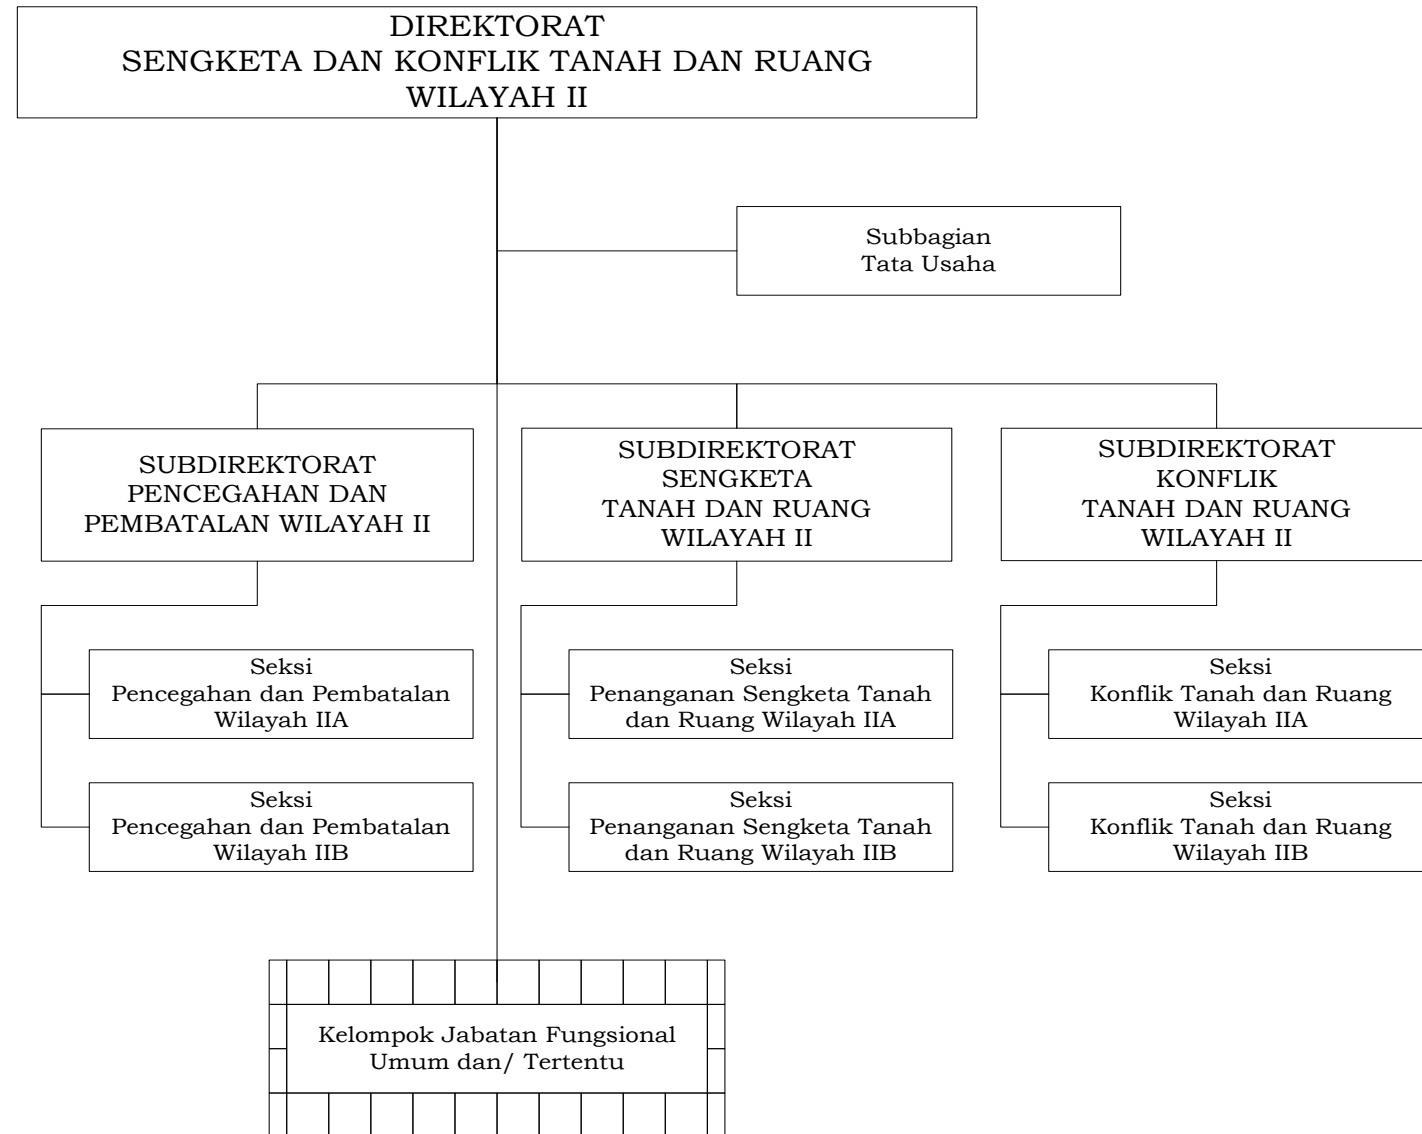 DIREKTORAT
SENGKETA DAN KONFLIK TANAH DAN RUANG
WILAYAH II
Subbagian
Tata Usaha
SUBDIREKTORAT
PENCEGAHAN DAN
PEMBATALAN WILAYAH II
SUBDIREKTORAT
SENGKETA
TANAH DAN RUANG
WILAYAH II
SUBDIREKTORAT
KONFLIK
TANAH DAN RUANG
WILAYAH II
Seksi
Pencegahan dan Pembatalan
Wilayah IIA
Seksi
Penanganan Sengketa Tanah
dan Ruang Wilayah IIA
Seksi
Konflik Tanah dan Ruang
Wilayah IIA
Seksi
Pencegahan dan Pembatalan
Wilayah IIB
Seksi
Penanganan Sengketa Tanah
dan Ruang Wilayah IIB
Seksi
Konflik Tanah dan Ruang
Wilayah IIB
Kelompok Jabatan Fungsional
Umum dan/ Tertentu